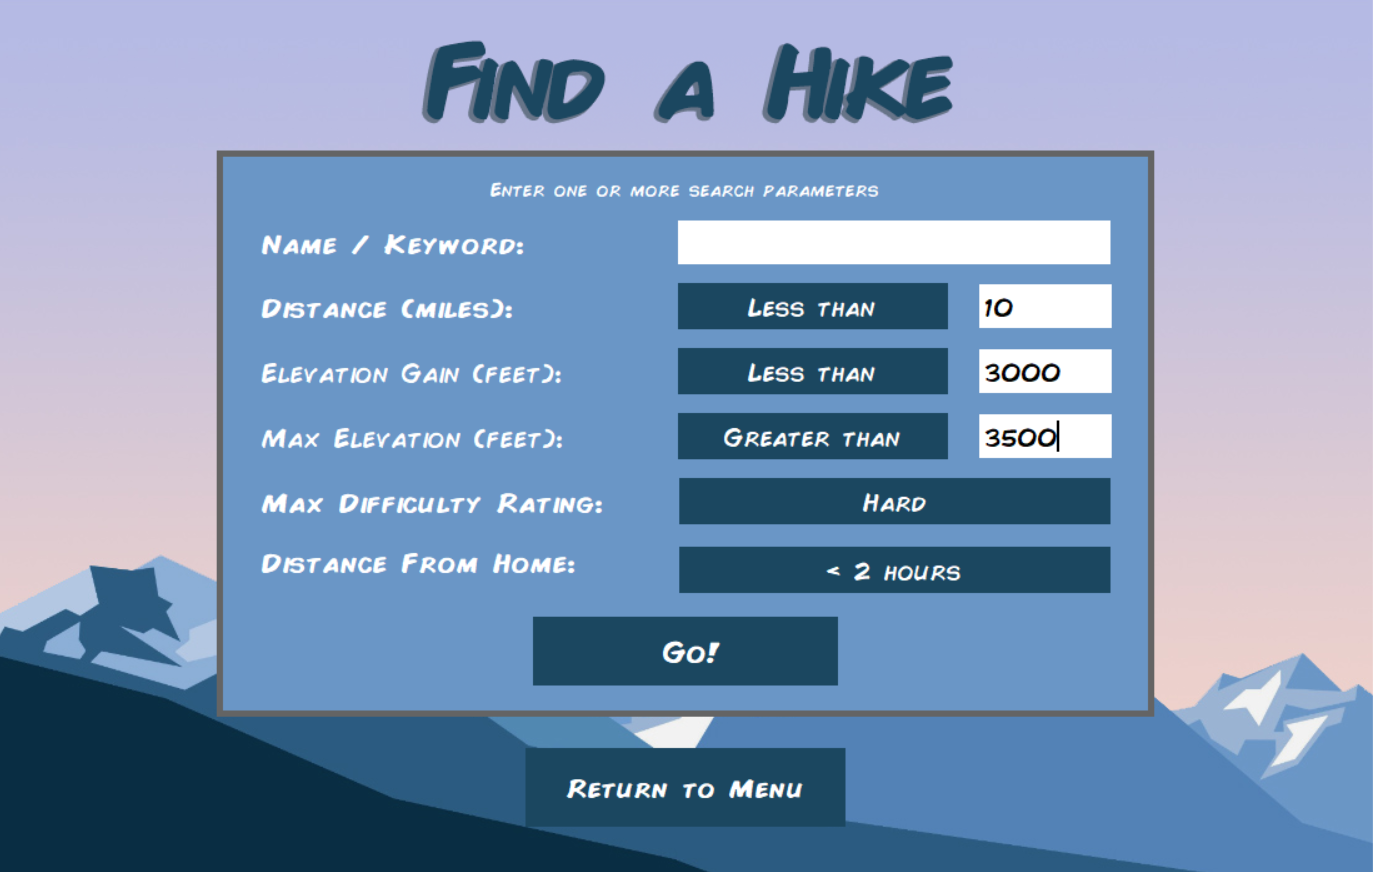 Find a Hike
Enter one or more search parameters
Name / Keyword:
Distance (miles): Less than 10
Elevation Gain (feet): Less than 3000
Max Elevation (feet): Greater than 3500
Max Difficulty Rating: Hard
Distance From Home: < 2 hours
Go!
Return to Menu